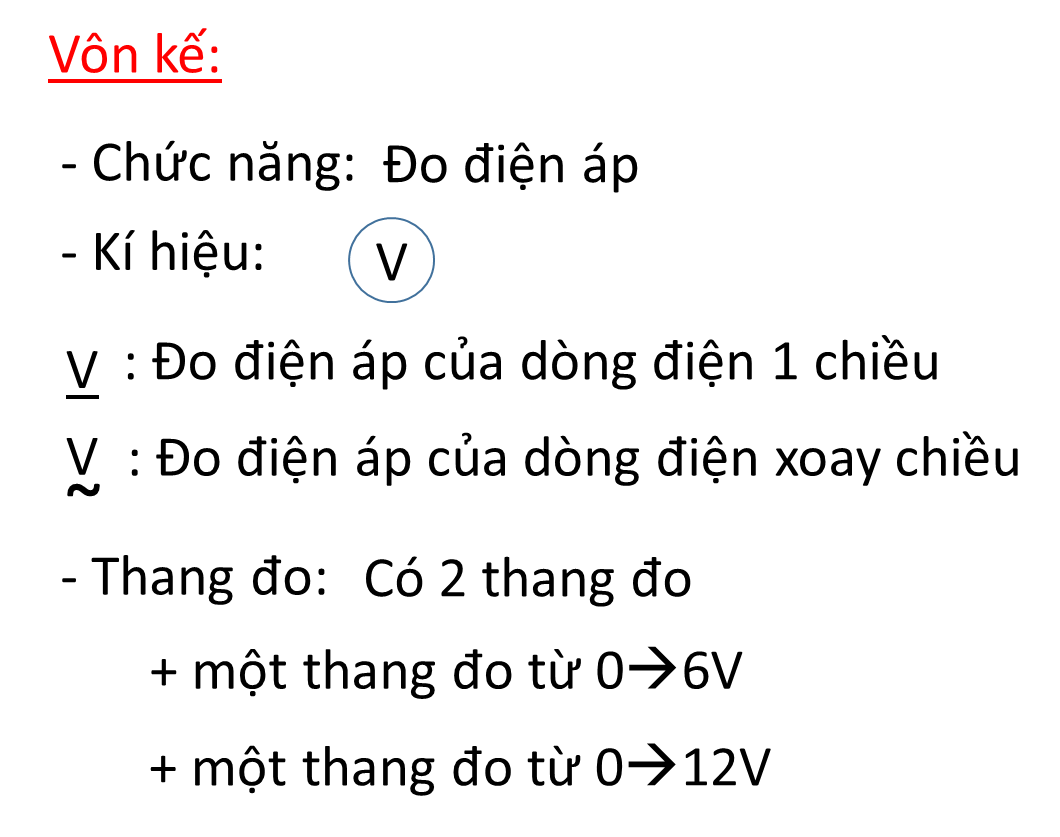 Vôn kế:
- Chức năng: Đo điện áp
- Kí hiệu: V
V : Đo điện áp của dòng điện 1 chiều
V : Đo điện áp của dòng điện xoay chiều
~
- Thang đo: Có 2 thang đo
+ một thang đo từ 0→6V
+ một thang đo từ 0→12V